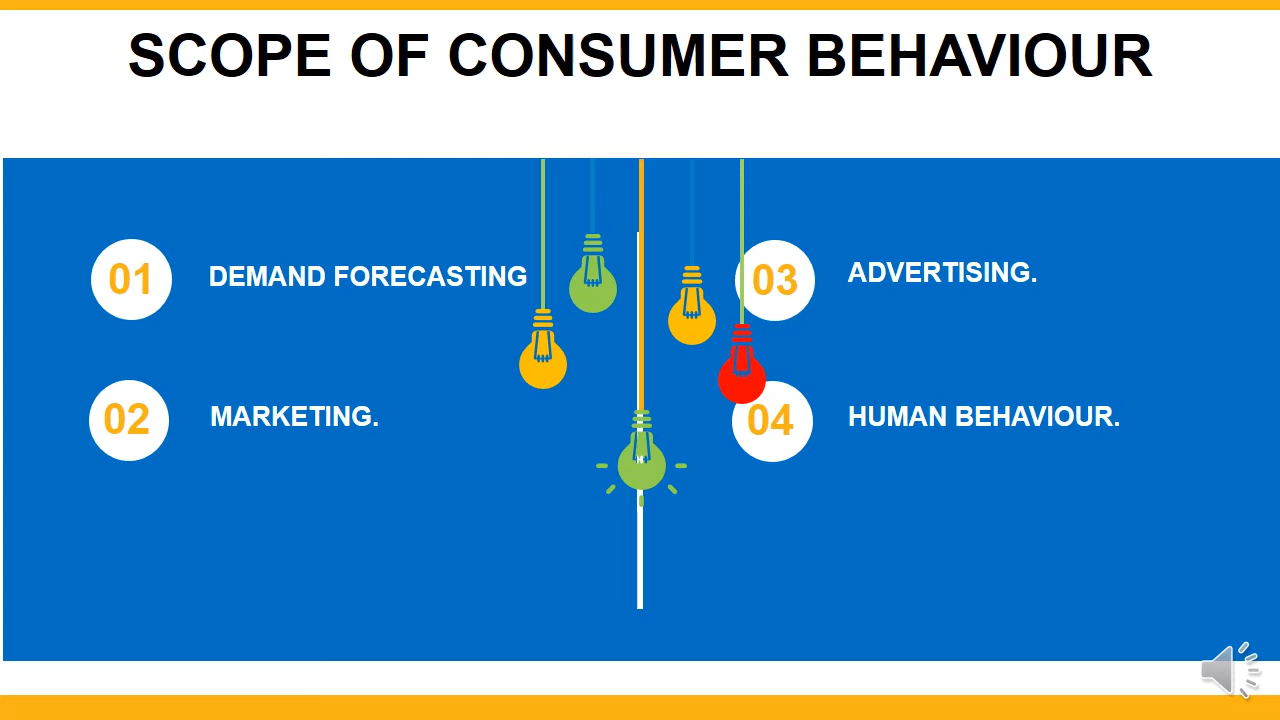 SCOPE OF CONSUMER BEHAVIOUR
01
DEMAND FORECASTING
02
MARKETING.
03
ADVERTISING.
04
HUMAN BEHAVIOUR.